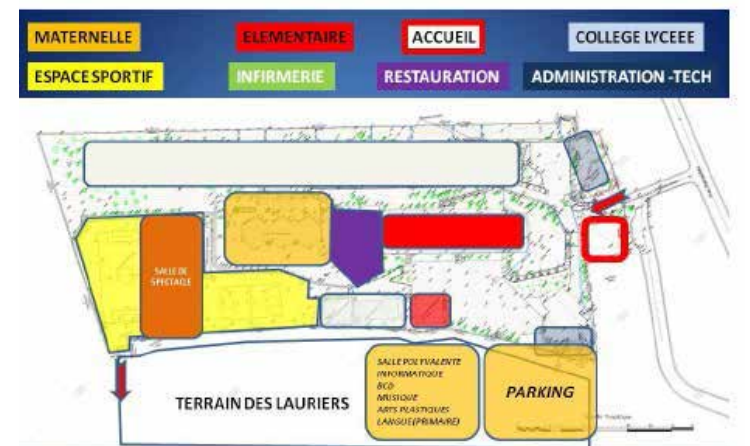 MATERNELLE
ELEMENTAIRE
ACCUEIL
COLLEGE LYCEEE
ESPACE SPORTIF
INFIRMERIE
RESTAURATION
ADMINISTRATION -TECH
SALLE DE
SPECTACLE
TERRAIN DES LAURIERS
SALLE POLYVALENTE
INFORMATIQUE
BCD
MUSIQUE
ARTS PLASTIQUES
LANGUE(PRIMAIRE)
PARKING